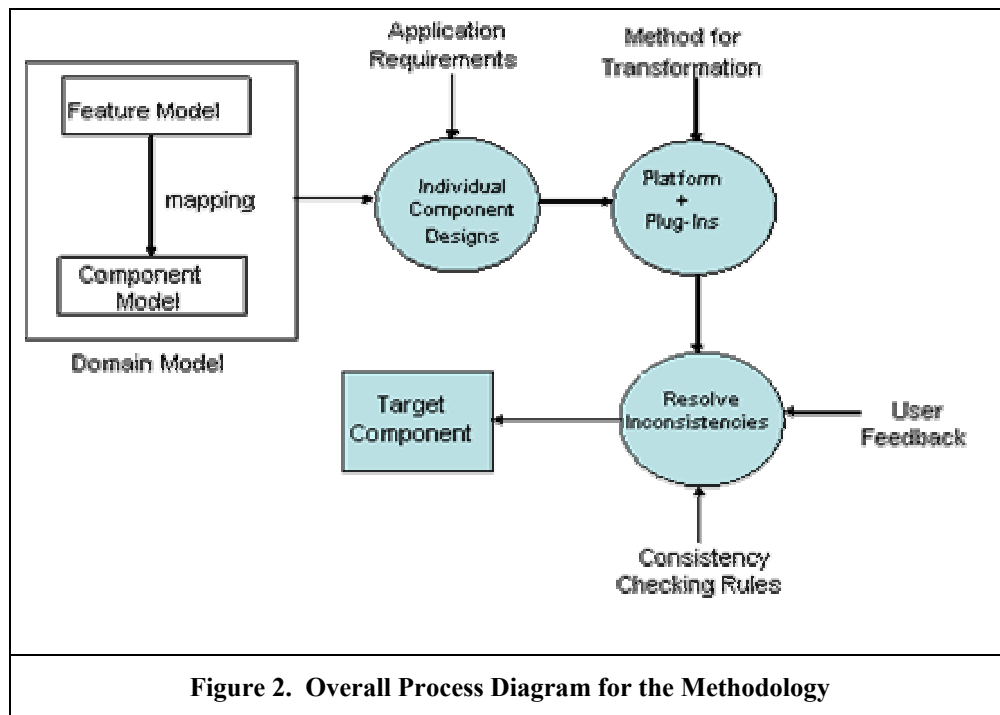 Application
Requirements
Method for
Transformation
Feature Model
mapping
Component
Model
Domain Model
Individual
Component
Designs
Platform
+
Plug-Ins
Resolve
Inconsistencies
User
Feedback
Target
Component
Consistency
Checking Rules
Figure 2. Overall Process Diagram for the Methodology